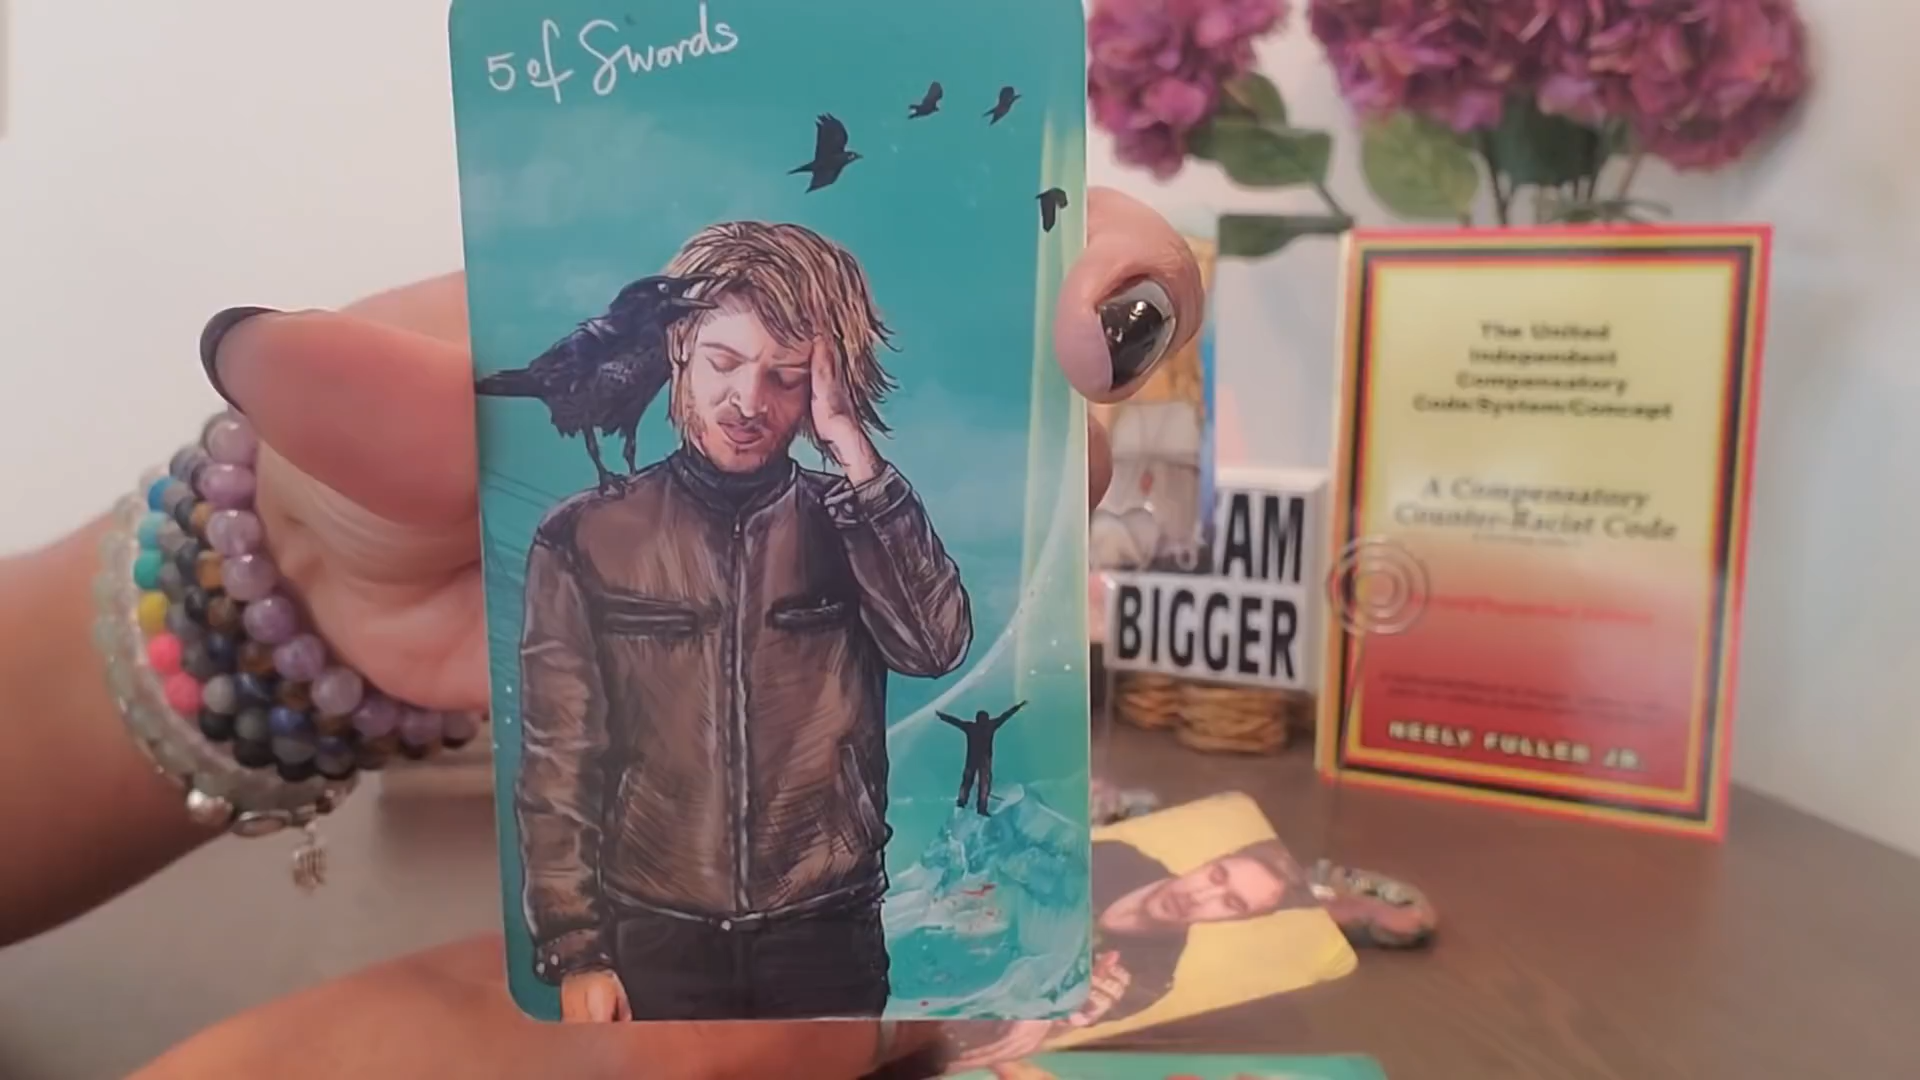 5 of Swords
AM
BIGGER
The United
Independent
Compensatory
Code/System/Concept
A Compensatory
Counter-Racist Code
NEELY FULLER JR.